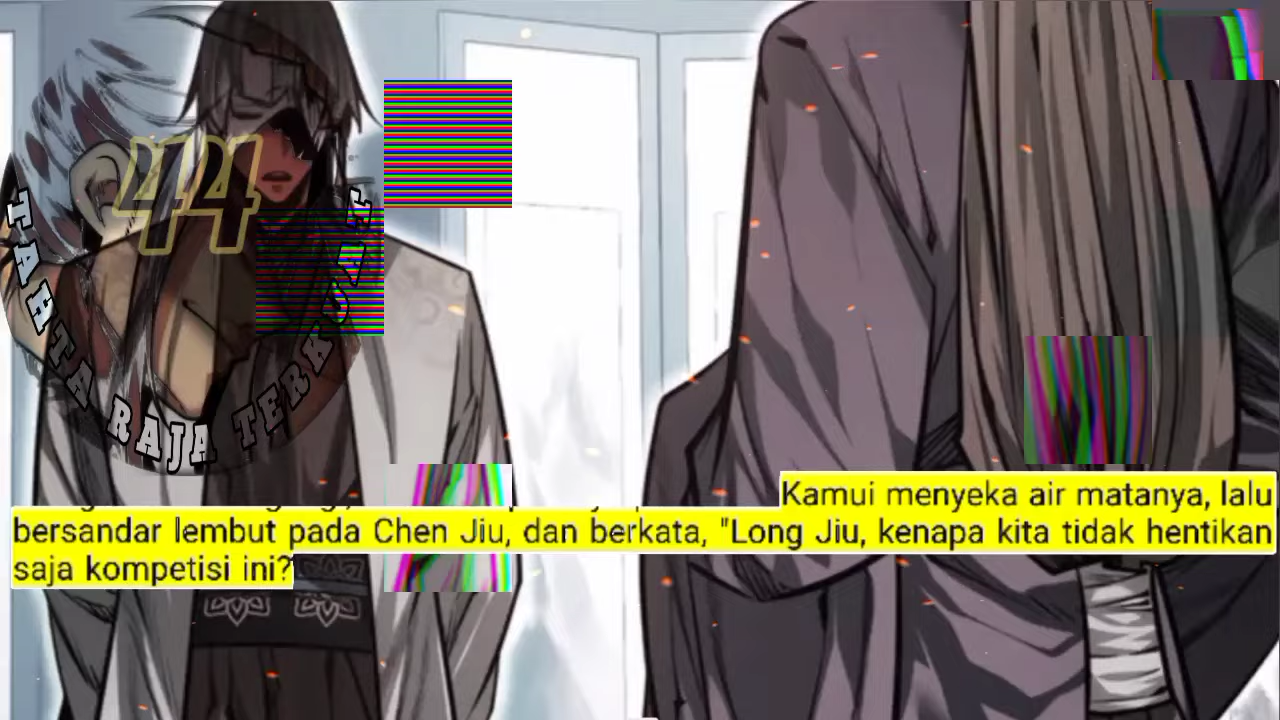 44
TAHTA RAJA TERKUAT
Kamui menyeka air matanya, lalu
bersandar lembut pada Chen Jiu, dan berkata, "Long Jiu, kenapa kita tidak hentikan
saja kompetisi ini?